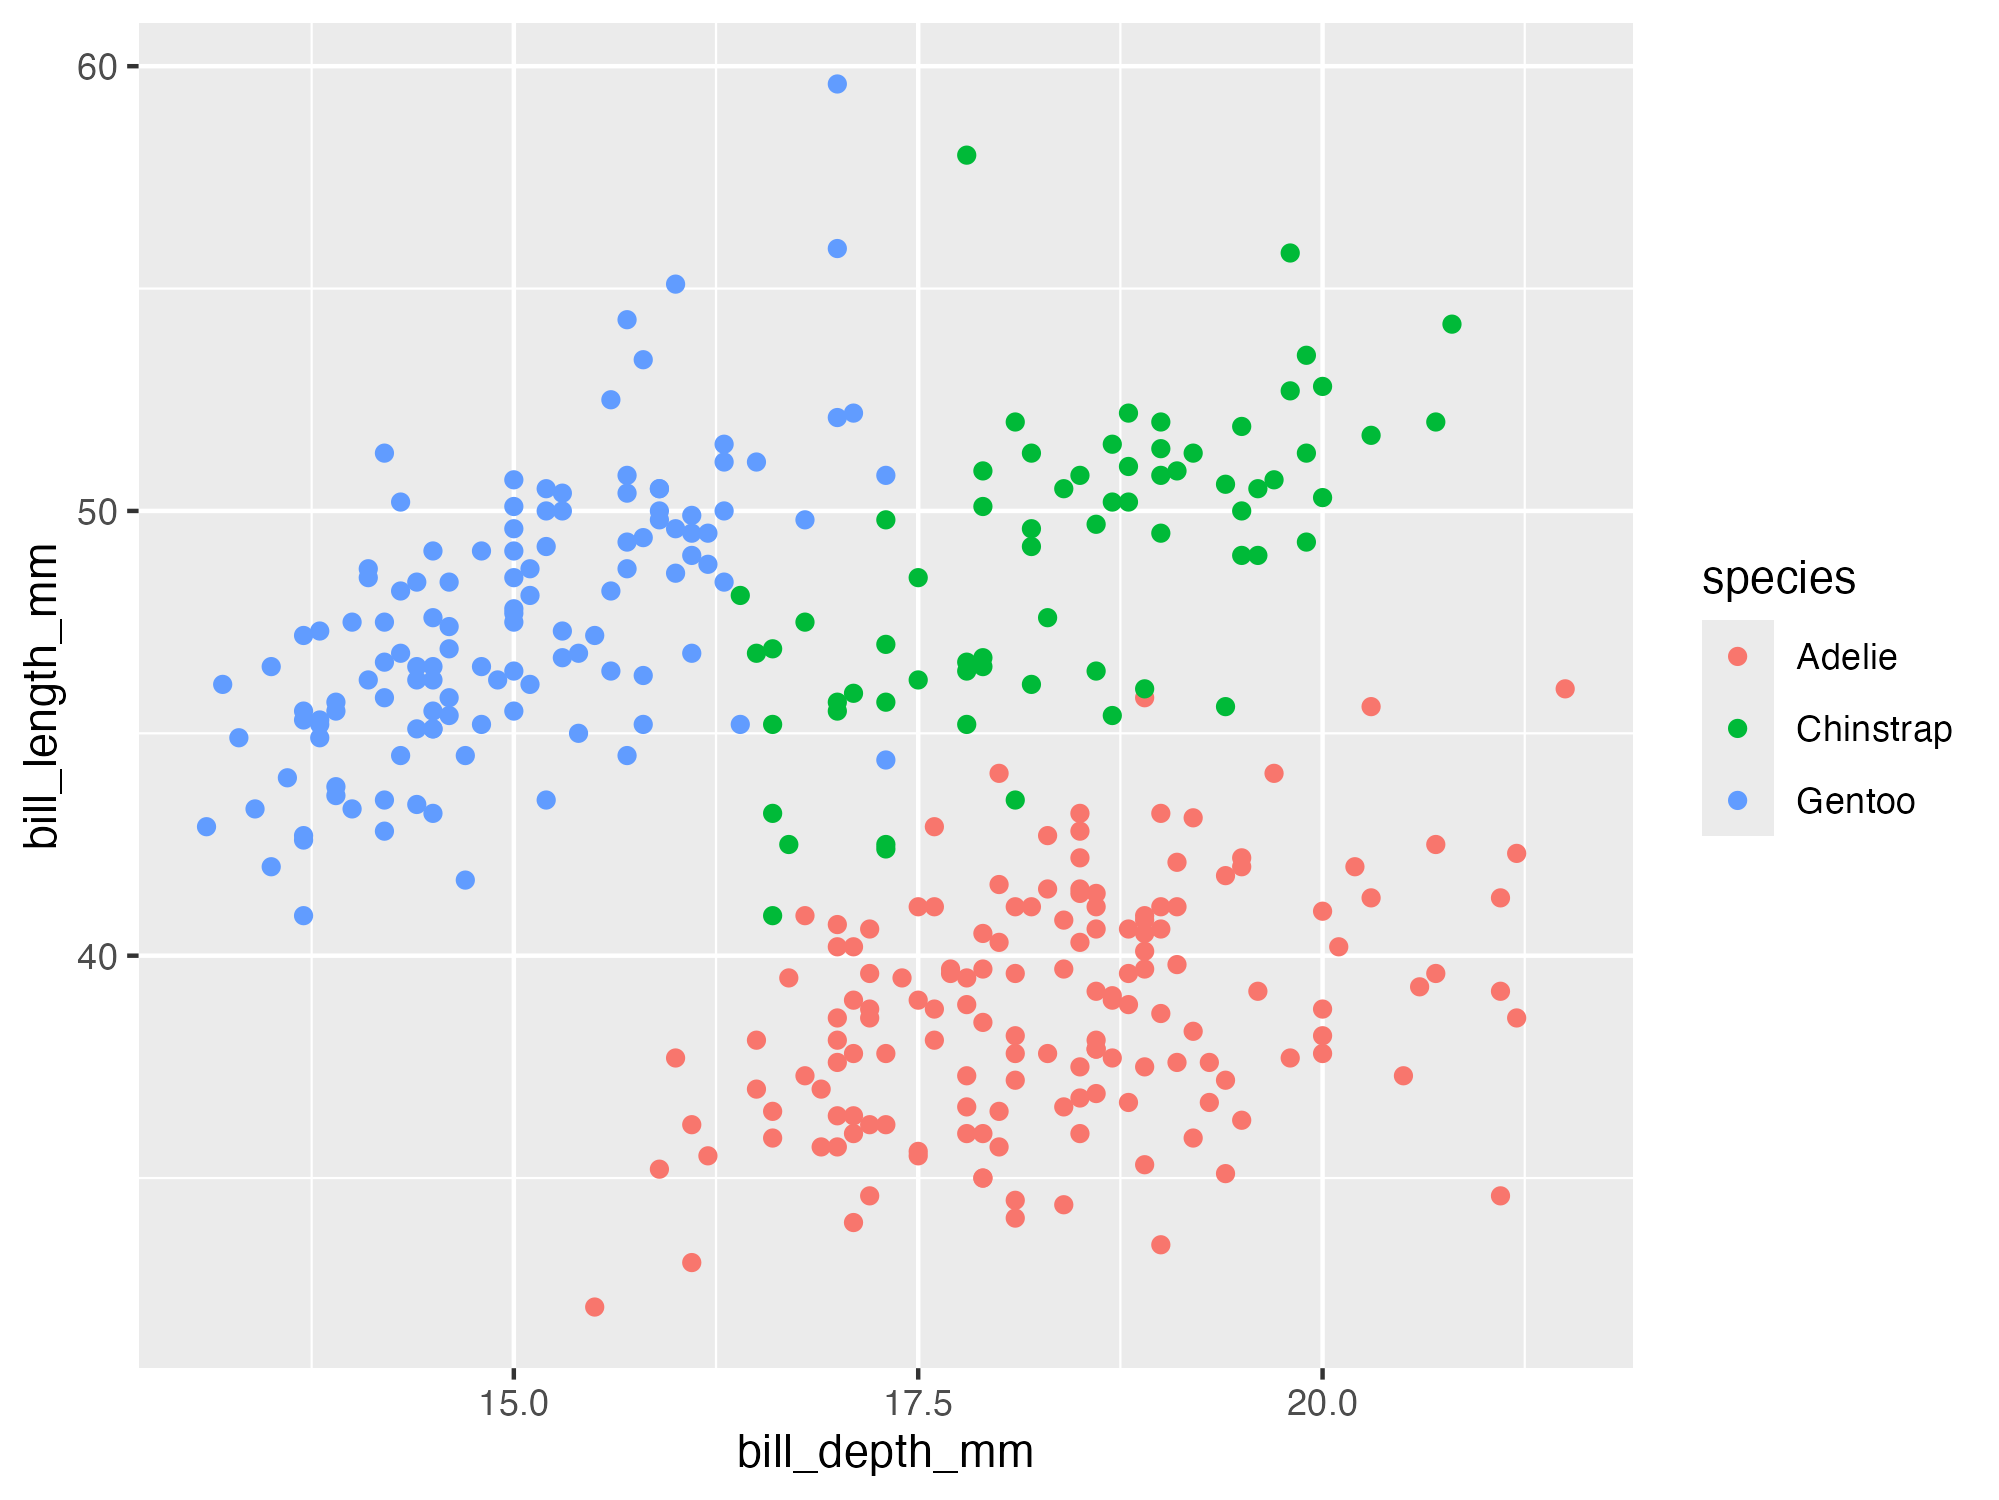 60
50
40
bill_length_mm
15.0
17.5
20.0
bill_depth_mm
species
Adelie
Chinstrap
Gentoo